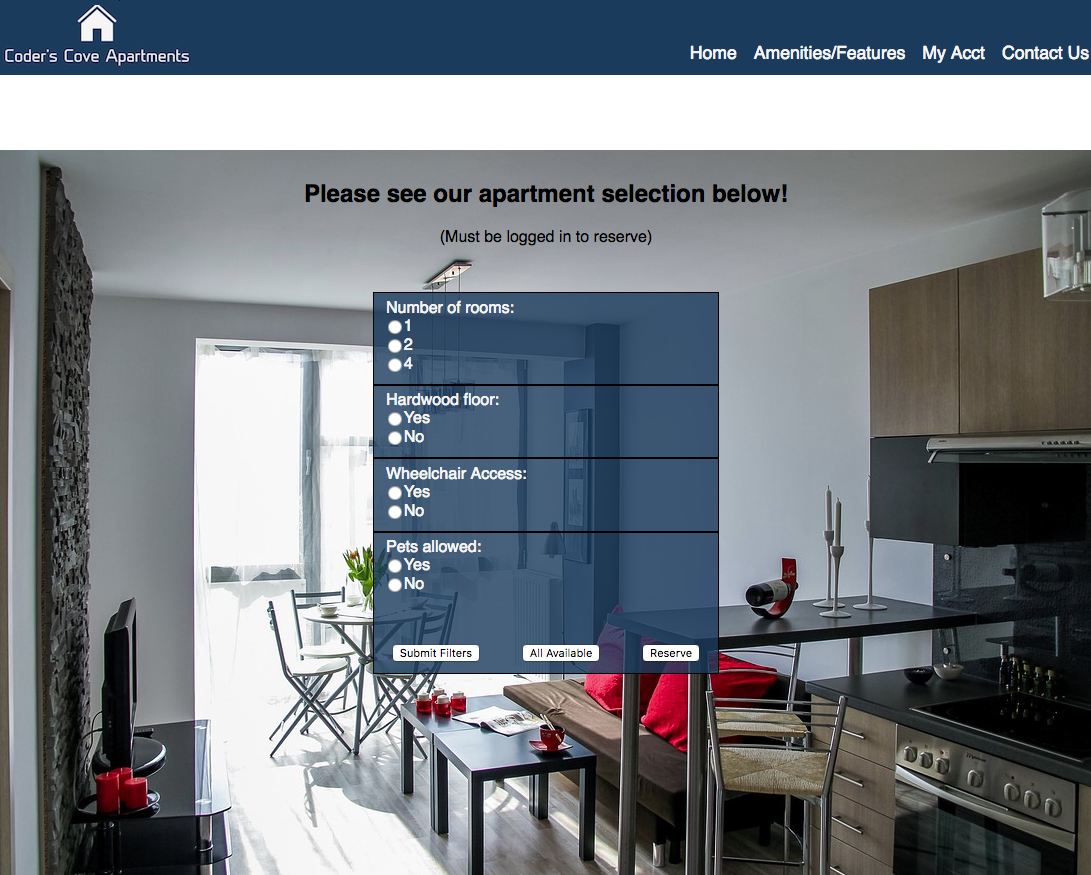 Coder's Cove Apartments
Home Amenities/Features My Acct Contact Us
Please see our apartment selection below!
(Must be logged in to reserve)
Number of rooms:
1
2
4
Hardwood floor:
Yes
No
Wheelchair Access:
Yes
No
Pets allowed:
Yes
No
Submit Filters All Available Reserve